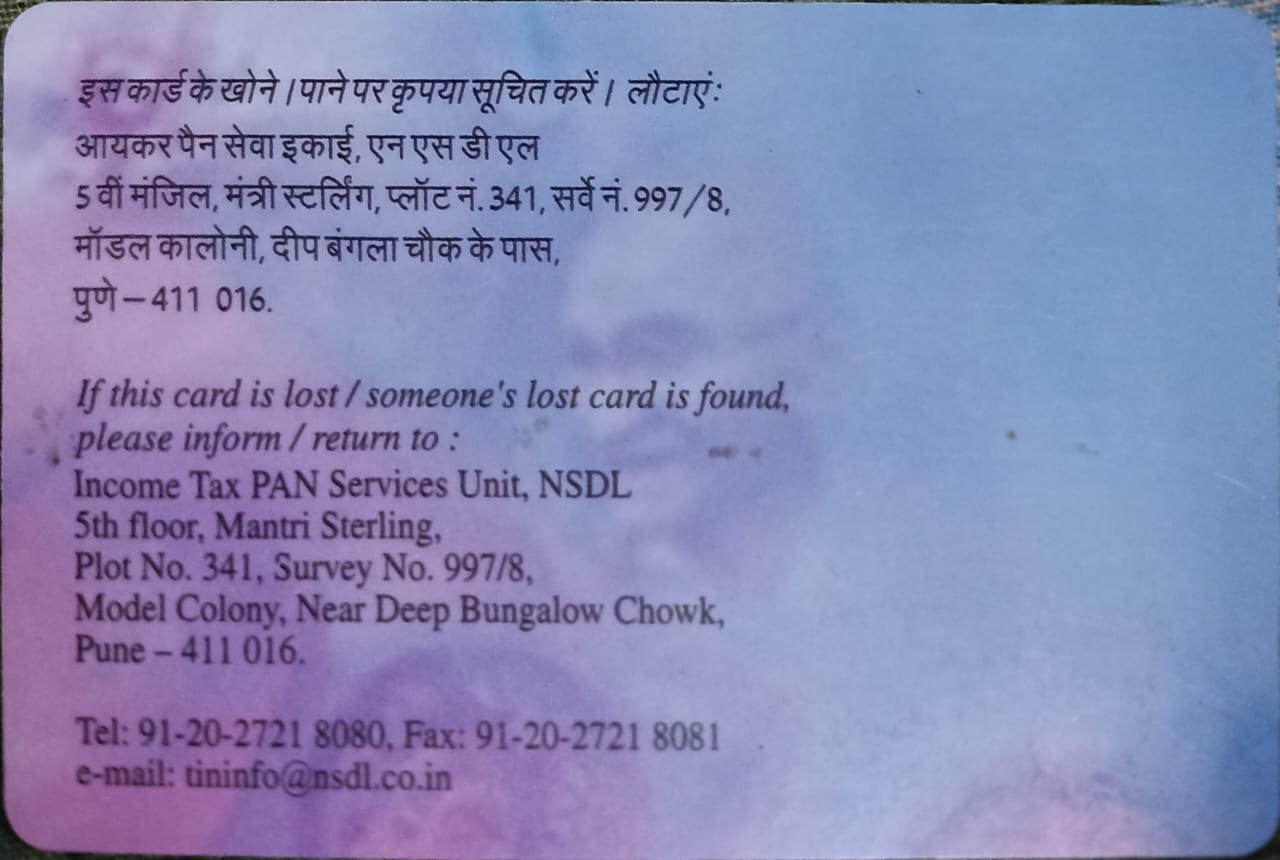 इस कार्ड के खोने / पाने पर कृपया सूचित करें / लौटाएं:
आयकर पैन सेवा इकाई, एन एस डी एल
5 वीं मंजिल, मंत्री स्टर्लिंग, प्लॉट नं. 341, सर्वे नं. 997/8,
मॉडल कालोनी, दीप बंगला चौक के पास,
पुणे – 411 016.
If this card is lost / someone's lost card is found,
please inform / return to :
Income Tax PAN Services Unit, NSDL
5th floor, Mantri Sterling,
Plot No. 341, Survey No. 997/8,
Model Colony, Near Deep Bungalow Chowk,
Pune – 411 016.
Tel: 91-20-2721 8080, Fax: 91-20-2721 8081
e-mail: tininfo@nsdl.co.in